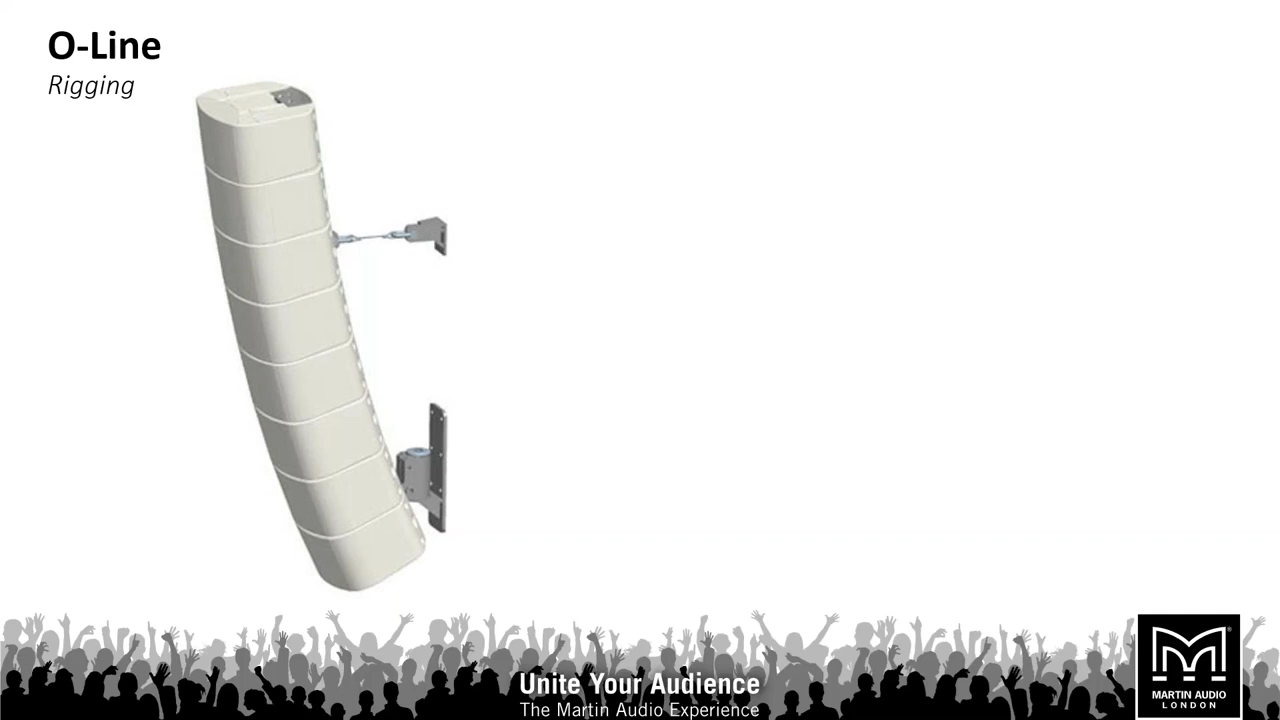 O-Line
Rigging
Unite Your Audience
The Martin Audio Experience
®
MARTIN AUDIO
LONDON